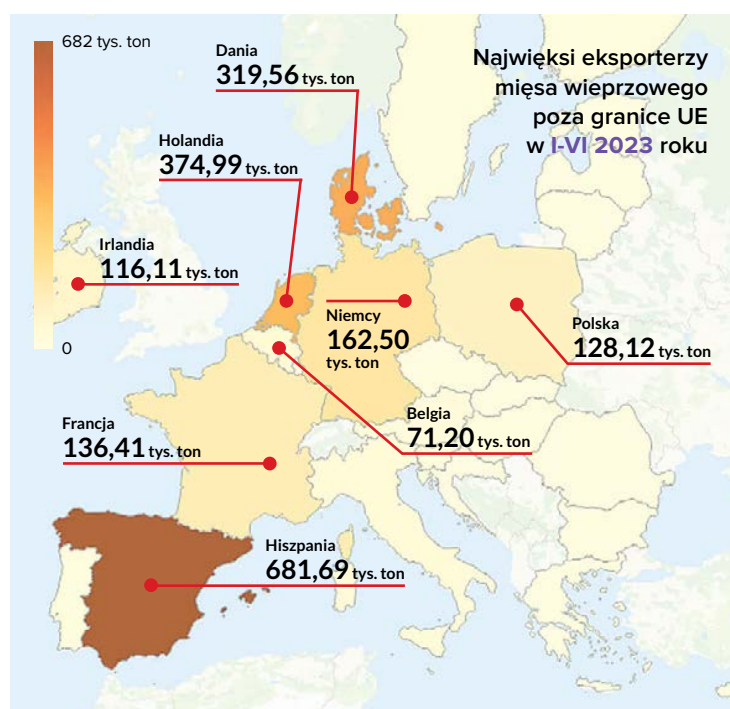 682 tys. ton
0
Najwięksi eksporterzy
mięsa wieprzowego
poza granice UE
w I-VI 2023 roku
Dania
319,56 tys. ton
Holandia
374,99 tys. ton
Irlandia
116,11 tys. ton
Niemcy
162,50
tys. ton
Polska
128,12 tys. ton
Belgia
71,20 tys. ton
Francja
136,41 tys. ton
Hiszpania
681,69 tys. ton